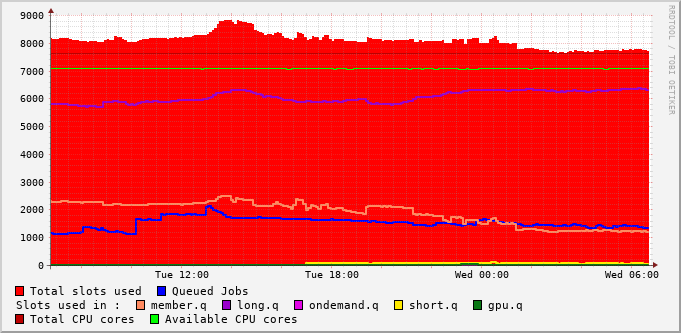 9000
8000
7000
6000
5000
4000
3000
2000
1000
0
Tue 12:00 Tue 18:00 Wed 00:00 Wed 06:00
RRDTOOL / TOBI OETIKER
Total slots used Queued Jobs
Slots used in : member.q long.q ondemand.q short.q gpu.q
Total CPU cores Available CPU cores